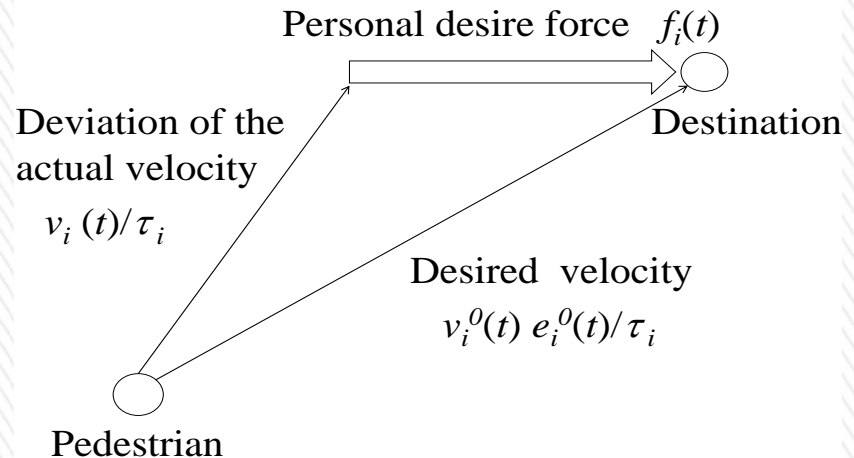 Personal desire force f_i(t)
Deviation of the
actual velocity
v_i (t)/τ_i
Destination
Desired velocity
v_i^0(t) e_i^0(t)/τ_i
Pedestrian